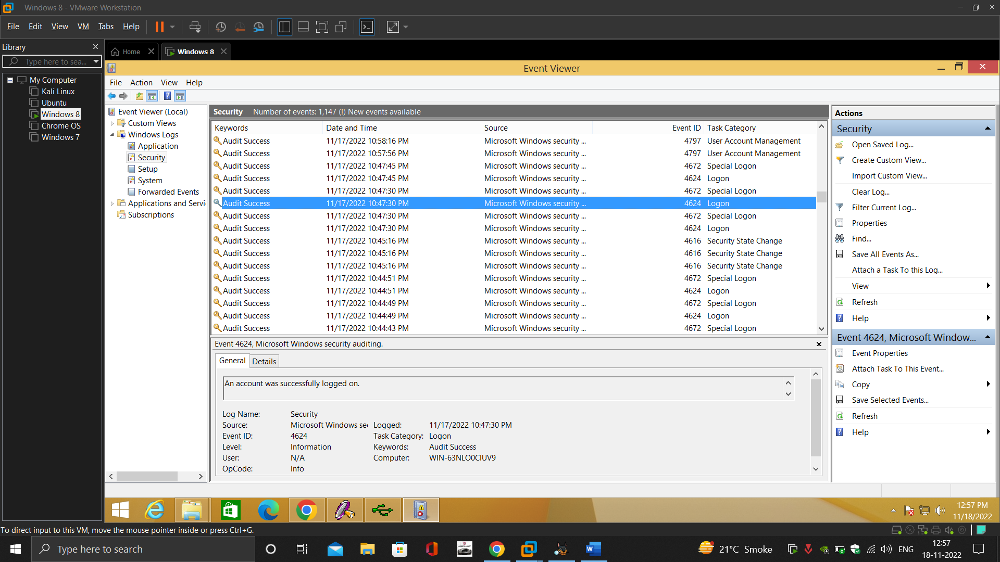 Windows 8 - VMware Workstation
File Edit View VM Tabs Help
Library
Type here to sea...
My Computer
Kali Linux
Ubuntu
Windows 8
Chrome OS
Windows 7
Home Windows 8
Event Viewer
File Action View Help
Event Viewer (Local)
Custom Views
Windows Logs
Application
Security
Setup
System
Forwarded Events
Applications and Servi
Subscriptions
Security Number of events: 1,147 (!) New events available
Keywords Date and Time Source Event ID Task Category
Audit Success 11/17/2022 10:58:16 PM Microsoft Windows security ... 4797 User Account Management
Audit Success 11/17/2022 10:57:56 PM Microsoft Windows security ... 4797 User Account Management
Audit Success 11/17/2022 10:47:45 PM Microsoft Windows security ... 4672 Special Logon
Audit Success 11/17/2022 10:47:45 PM Microsoft Windows security ... 4624 Logon
Audit Success 11/17/2022 10:47:30 PM Microsoft Windows security ... 4672 Special Logon
Audit Success 11/17/2022 10:47:30 PM Microsoft Windows security ... 4624 Logon
Audit Success 11/17/2022 10:47:30 PM Microsoft Windows security ... 4672 Special Logon
Audit Success 11/17/2022 10:47:30 PM Microsoft Windows security ... 4624 Logon
Audit Success 11/17/2022 10:45:16 PM Microsoft Windows security ... 4616 Security State Change
Audit Success 11/17/2022 10:45:16 PM Microsoft Windows security ... 4616 Security State Change
Audit Success 11/17/2022 10:45:16 PM Microsoft Windows security ... 4616 Security State Change
Audit Success 11/17/2022 10:44:51 PM Microsoft Windows security ... 4672 Special Logon
Audit Success 11/17/2022 10:44:51 PM Microsoft Windows security ... 4624 Logon
Audit Success 11/17/2022 10:44:49 PM Microsoft Windows security ... 4672 Special Logon
Audit Success 11/17/2022 10:44:49 PM Microsoft Windows security ... 4624 Logon
Audit Success 11/17/2022 10:44:43 PM Microsoft Windows security ... 4672 Special Logon
Event 4624, Microsoft Windows security auditing.
General Details
An account was successfully logged on.
Log Name: Security
Source: Microsoft Windows sec Logged: 11/17/2022 10:47:30 PM
Event ID: 4624 Task Category: Logon
Level: Information Keywords: Audit Success
User: N/A Computer: WIN-63NLO0CIUV9
OpCode: Info
Actions
Security
Open Saved Log...
Create Custom View...
Import Custom View...
Clear Log...
Filter Current Log...
Properties
Find...
Save All Events As...
Attach a Task To this Log...
View
Refresh
Help
Event 4624, Microsoft Window...
Event Properties
Attach Task To This Event...
Copy
Save Selected Events...
Refresh
Help
12:57 PM
11/18/2022
To direct input to this VM, move the mouse pointer inside or press Ctrl+G.
Type here to search
21°C Smoke
ENG
12:57
18-11-2022